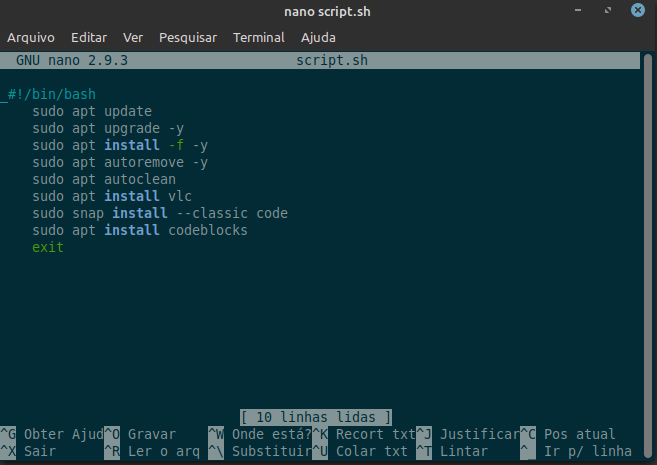 nano script.sh
Arquivo Editar Ver Pesquisar Terminal Ajuda
GNU nano 2.9.3 script.sh
#!/bin/bash
sudo apt update
sudo apt upgrade -y
sudo apt install -f -y
sudo apt autoremove -y
sudo apt autoclean
sudo apt install vlc
sudo snap install --classic code
sudo apt install codeblocks
exit
[ 10 linhas lidas ]
^G Obter Ajud^O Gravar ^W Onde está?^K Recort txt^J Justificar^C Pos atual
^X Sair ^R Ler o arq ^\ Substituir^U Colar txt ^T Lintar ^_ Ir p/ linha